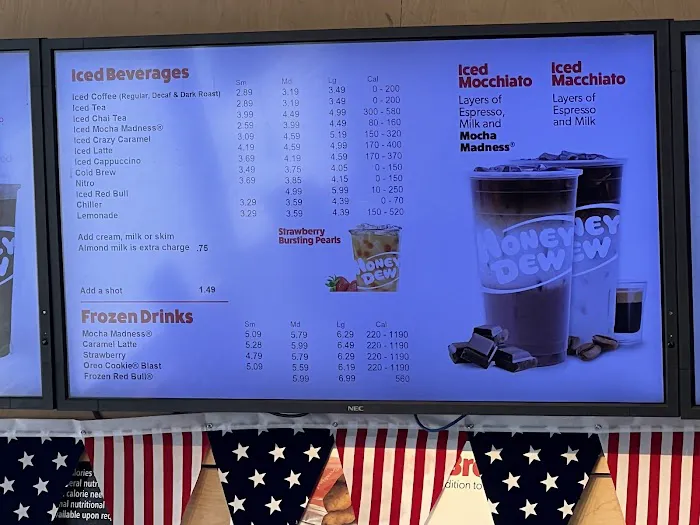 Iced Beverages
Sm Md Lg Cal
Iced Coffee (Regular, Decaf & Dark Roast) 2.89 3.19 3.49 0 - 200
Iced Tea 2.89 3.19 3.49 0 - 200
Iced Chai Tea 3.99 4.49 4.99 300 - 580
Iced Mocha Madness® 2.59 3.99 4.49 80 - 160
Iced Crazy Caramel 3.09 4.59 5.19 150 - 320
Iced Latte 4.19 4.59 4.99 170 - 400
Iced Cappuccino 3.69 4.19 4.59 170 - 370
Cold Brew 3.49 3.75 4.05 0 - 150
Nitro 3.69 3.85 4.15 0 - 150
Iced Red Bull 4.99 5.99 10 - 250
Chiller 3.29 3.59 4.39 0 - 70
Lemonade 3.29 3.59 4.39 150 - 520
Add cream, milk or skim
Almond milk is extra charge .75
Add a shot 1.49
Strawberry
Bursting Pearls
HONEY
DEW
Frozen Drinks
Sm Md Lg Cal
Mocha Madness® 5.09 5.79 6.29 220 - 1190
Caramel Latte 5.28 5.99 6.49 220 - 1190
Strawberry 4.79 5.79 6.29 220 - 1190
Oreo Cookie® Blast 5.09 5.59 6.19 220 - 1190
Frozen Red Bull® 5.99 6.99 560
Iced
Mocchiato
Layers of
Espresso,
Milk and
Mocha
Madness®
Iced
Macchiato
Layers of
Espresso
and Milk
HONEY
DEW
NEC